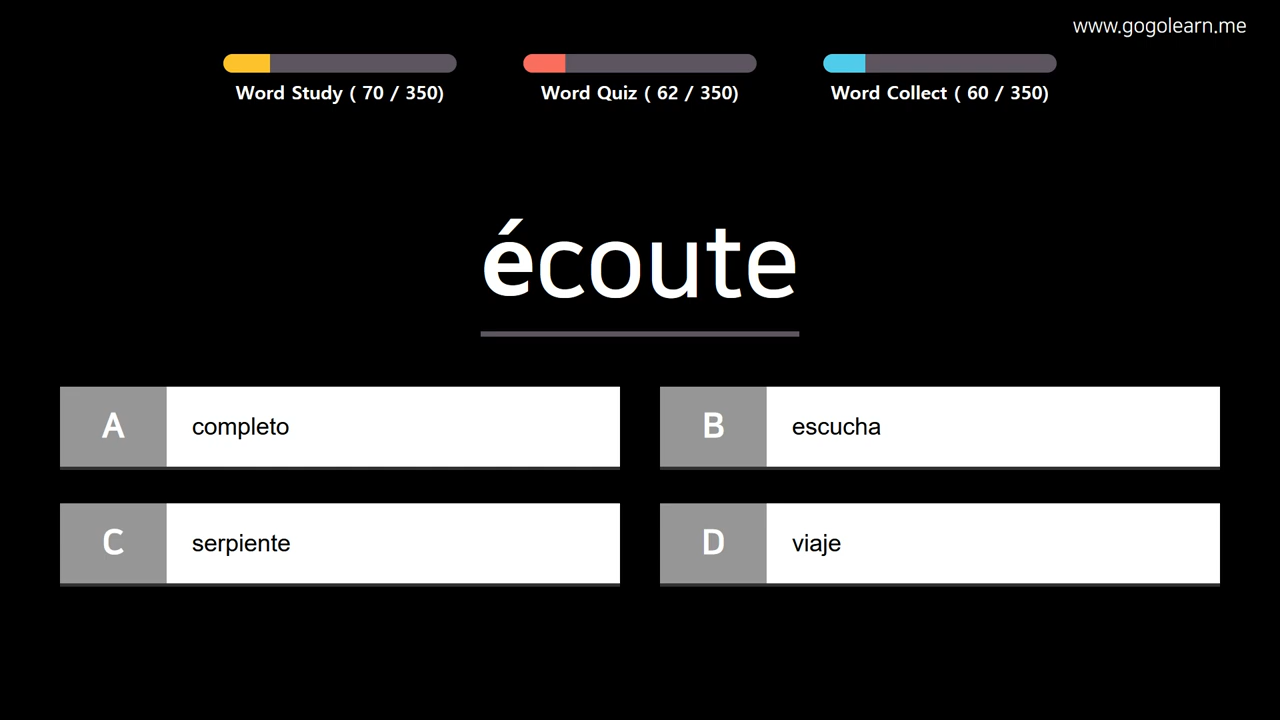 www.gogolearn.me
Word Study ( 70 / 350)
Word Quiz ( 62 / 350)
Word Collect ( 60 / 350)
écoute
A completo
B escucha
C serpiente
D viaje